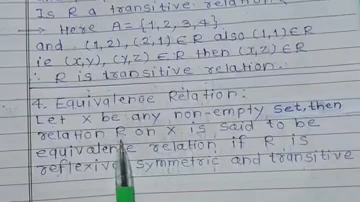 Is R a transitive relation
→ Here A = {1, 2, 3, 4}
and (1,2), (2,1) ∈ R also (1,1) ∈ R
ie (x,y), (y,z) ∈ R then (x,z) ∈ R
∴ R is transitive relation.
4. Equivalence Relation:
Let X be any non-empty set, then
relation R on X is said to be
equivalence relation if R is
reflexive symmetric and transitive